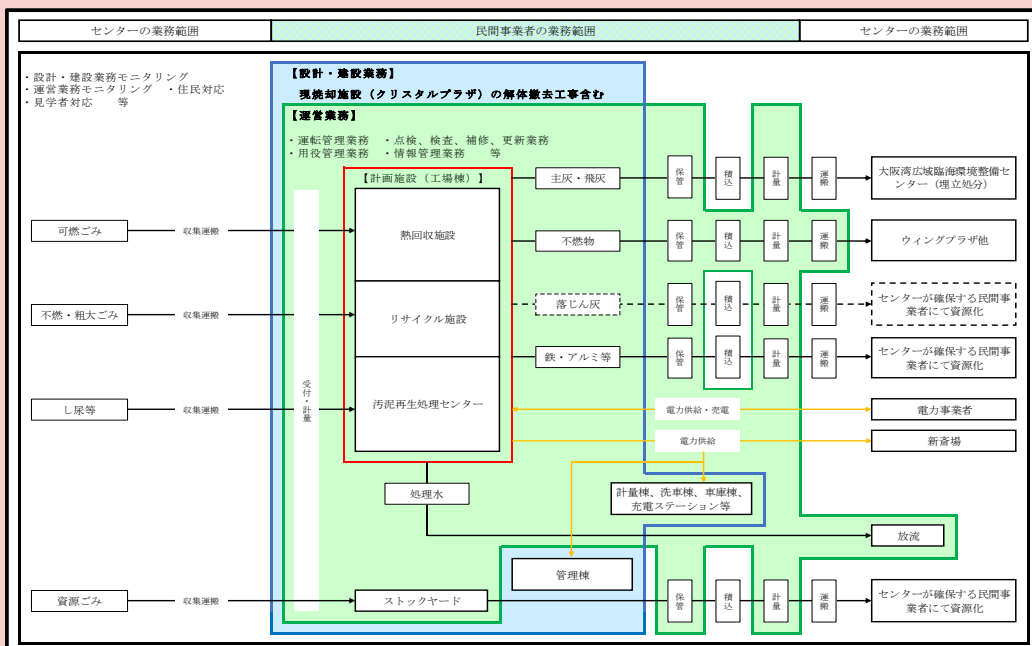 センターの業務範囲
民間事業者の業務範囲
センターの業務範囲
・設計・建設業務モニタリング
・運営業務モニタリング ・住民対応
・見学者対応 等
【設計・建設業務】
現焼却施設(クリスタルプラザ)の解体撤去工事含む
【運営業務】
・運転管理業務 ・点検、検査、補修、更新業務
・用役管理業務 ・情報管理業務 等
【計画施設(工場棟)】
主灰・飛灰
保管
積込
計量
運搬
大阪湾広域臨海環境整備セ
ンター(埋立処分)
可燃ごみ
収集運搬
熱回収施設
不燃物
保管
積込
計量
運搬
ウィングプラザ他
落じん灰
保管
積込
計量
運搬
センターが確保する民間事
業者にて資源化
不燃・粗大ごみ
収集運搬
リサイクル施設
鉄・アルミ等
保管
積込
計量
運搬
センターが確保する民間事
業者にて資源化
受付・計量
し尿等
収集運搬
汚泥再生処理センター
電力供給・売電
電力事業者
電力供給
新斎場
処理水
計量棟、洗車棟、車庫棟、
充電ステーション等
放流
管理棟
資源ごみ
収集運搬
ストックヤード
保管
積込
計量
運搬
センターが確保する民間事
業者にて資源化